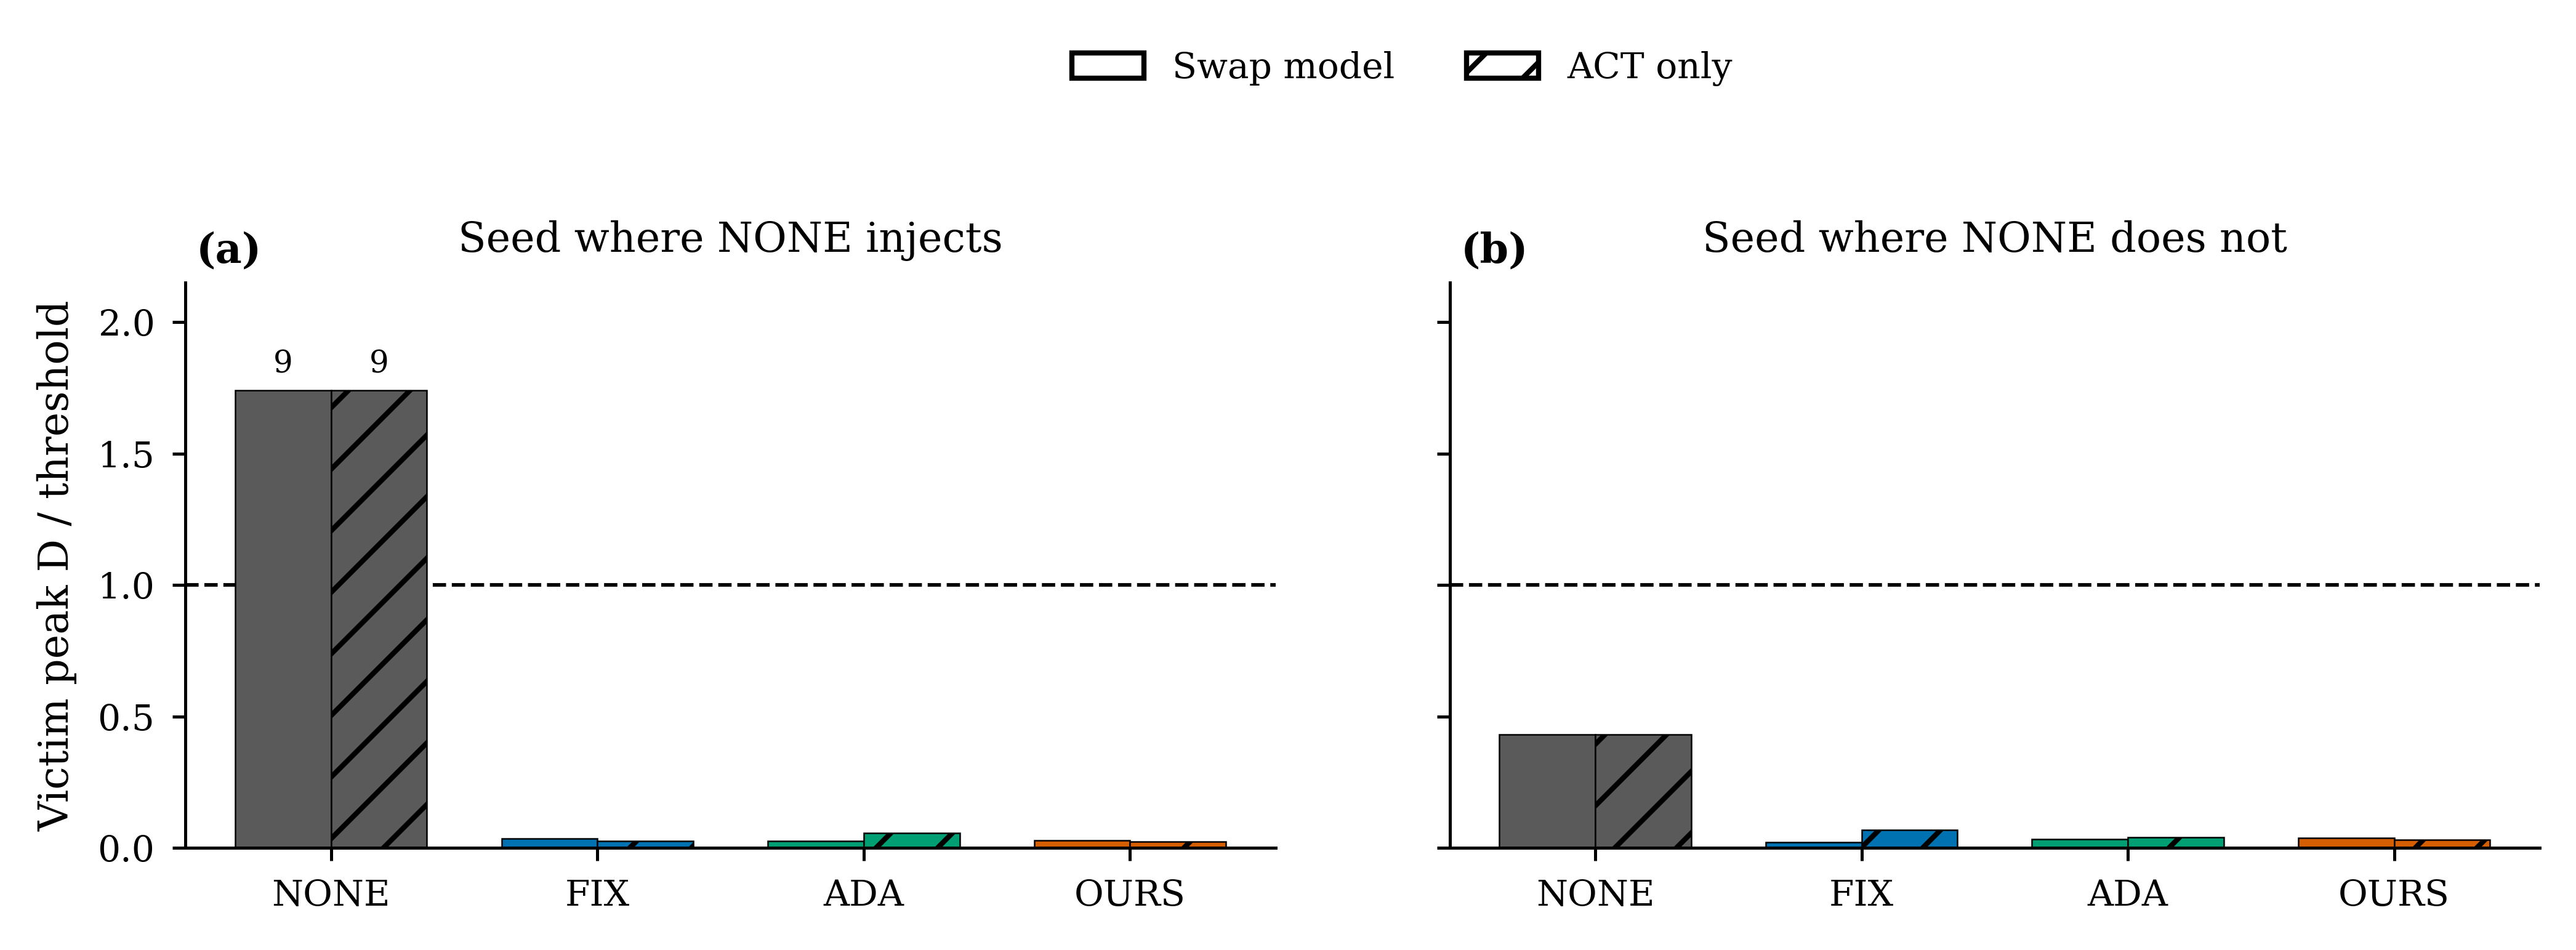 Swap model
ACT only
(a)
Seed where NONE injects
(b)
Seed where NONE does not
Victim peak D / threshold
2.0
1.5
1.0
0.5
0.0
9
9
NONE
FIX
ADA
OURS
NONE
FIX
ADA
OURS